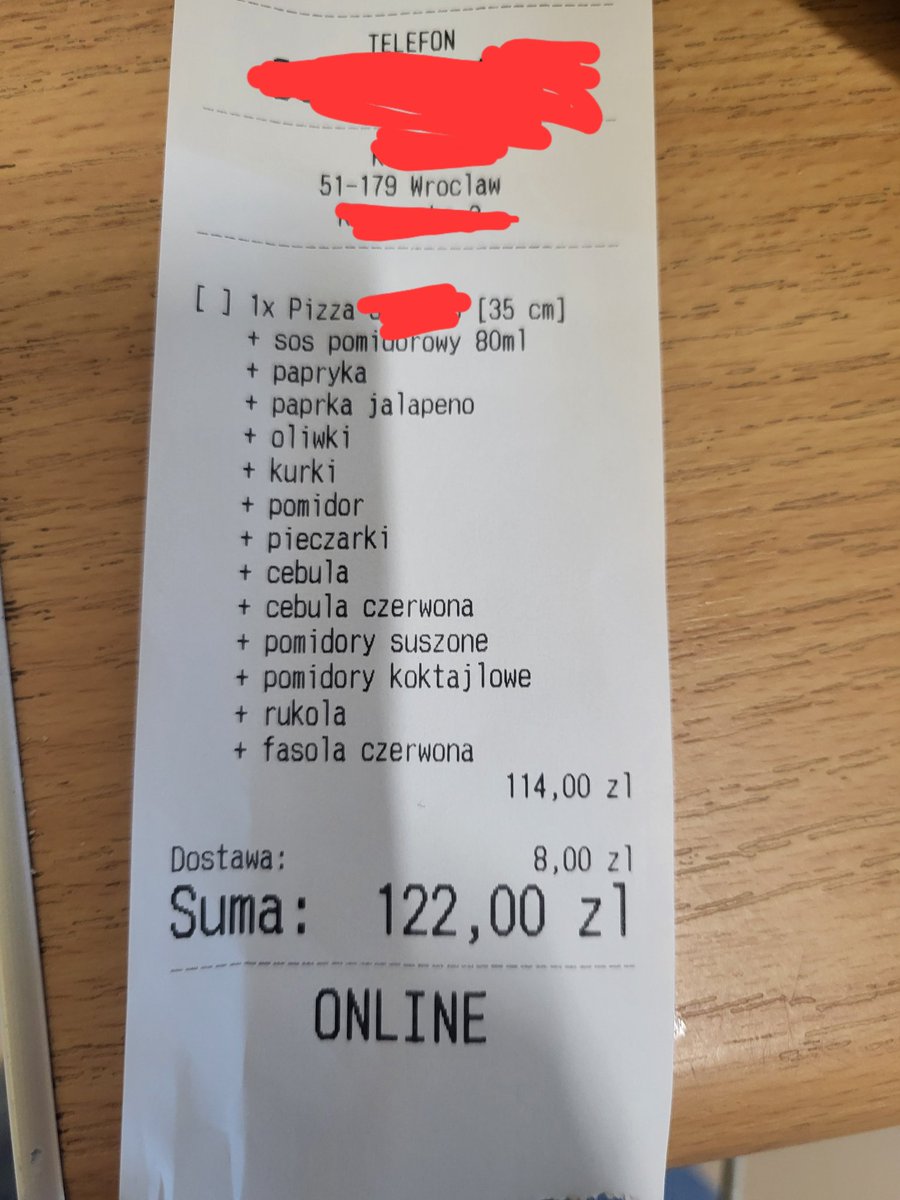 TELEFON
51-179 Wroclaw
[ ] 1x Pizza [35 cm]
+ sos pomidorowy 80ml
+ papryka
+ paprka jalapeno
+ oliwki
+ kurki
+ pomidor
+ pieczarki
+ cebula
+ cebula czerwona
+ pomidory suszone
+ pomidory koktajlowe
+ rukola
+ fasola czerwona
114,00 zl
Dostawa: 8,00 zl
Suma: 122,00 zl
ONLINE